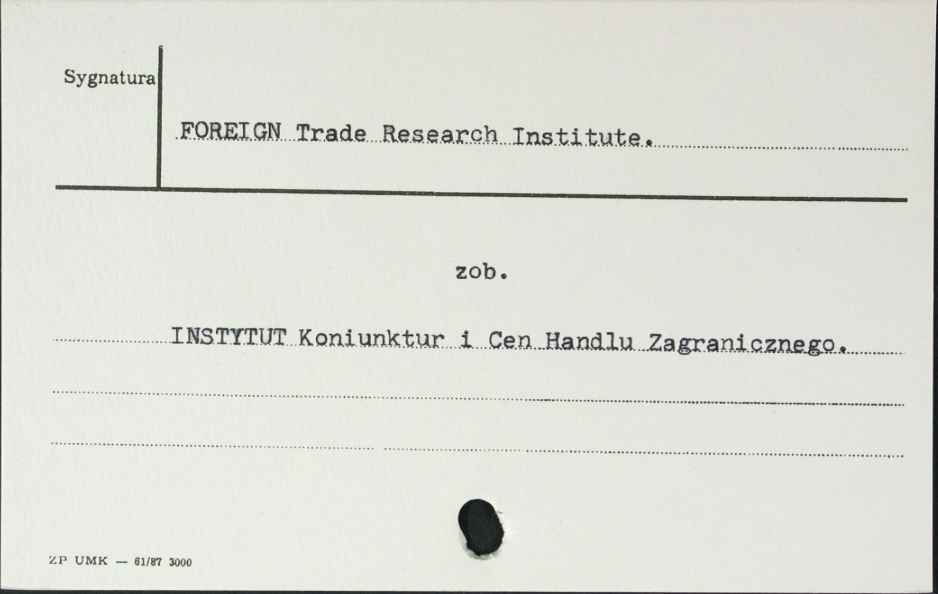 Sygnatura
FOREIGN Trade Research Institute.
zob.
INSTYTUT Koniunktur i Cen Handlu Zagranicznego.
ZP UMK — 61/87 3000